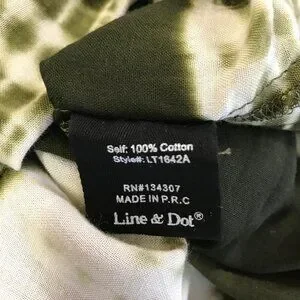 Self: 100% Cotton
Style#: LT1642A
RN#134307
MADE IN P.R.C
Line & Dot®